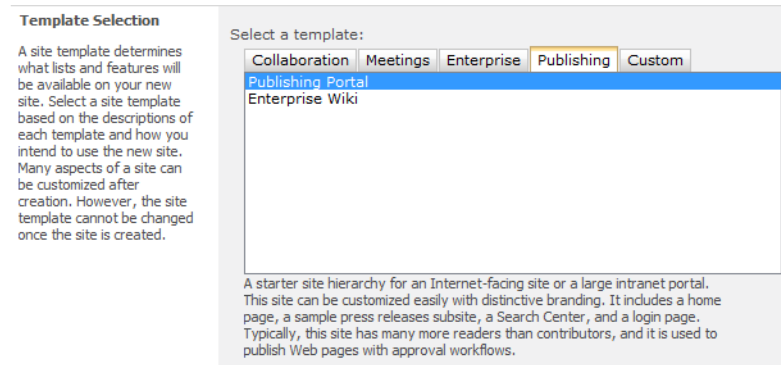 Template Selection
A site template determines
what lists and features will
be available on your new
site. Select a site template
based on the descriptions of
each template and how you
intend to use the new site.
Many aspects of a site can
be customized after
creation. However, the site
template cannot be changed
once the site is created.
Select a template:
Collaboration Meetings Enterprise Publishing Custom
Publishing Portal
Enterprise Wiki
A starter site hierarchy for an Internet-facing site or a large intranet portal.
This site can be customized easily with distinctive branding. It includes a home
page, a sample press releases subsite, a Search Center, and a login page.
Typically, this site has many more readers than contributors, and it is used to
publish Web pages with approval workflows.